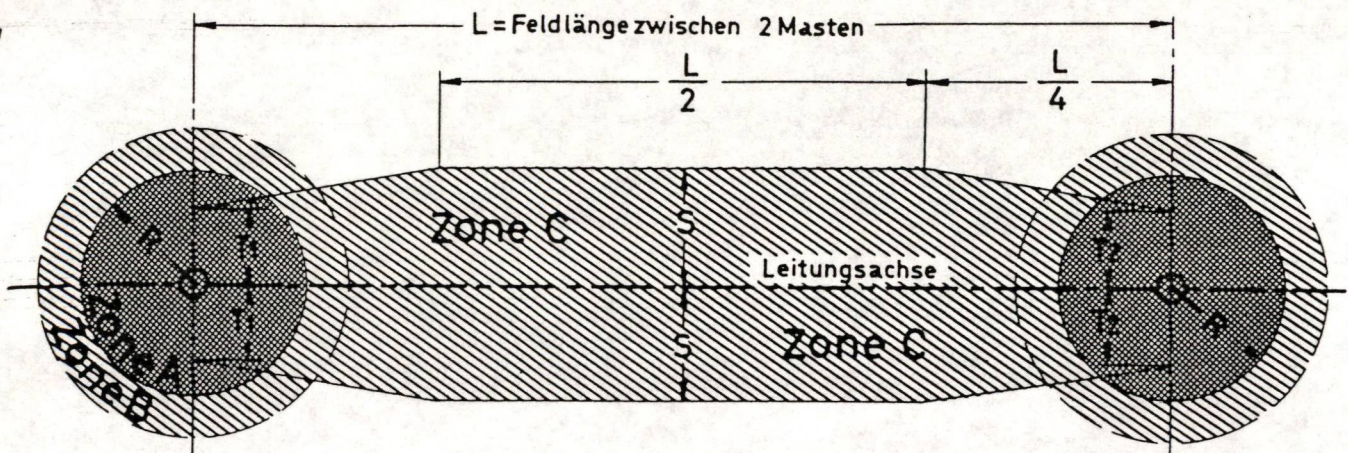 L = Feldlänge zwischen 2 Masten
L/2
L/4
Zone C
S
T₁
T₂
R
Leitungsachse
T₁
T₂
S
Zone C
R
Zone A
Zone B